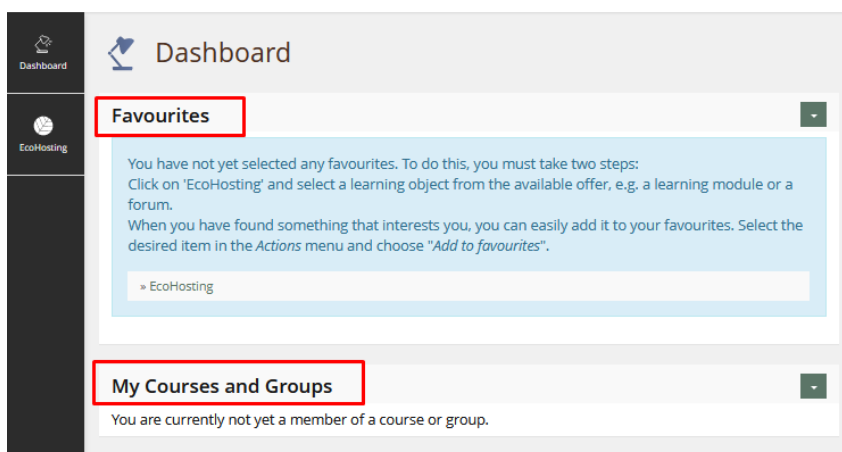 Dashboard
Dashboard
EcoHosting
Favourites
You have not yet selected any favourites. To do this, you must take two steps:
Click on 'EcoHosting' and select a learning object from the available offer, e.g. a learning module or a
forum.
When you have found something that interests you, you can easily add it to your favourites. Select the
desired item in the Actions menu and choose "Add to favourites".
» EcoHosting
My Courses and Groups
You are currently not yet a member of a course or group.